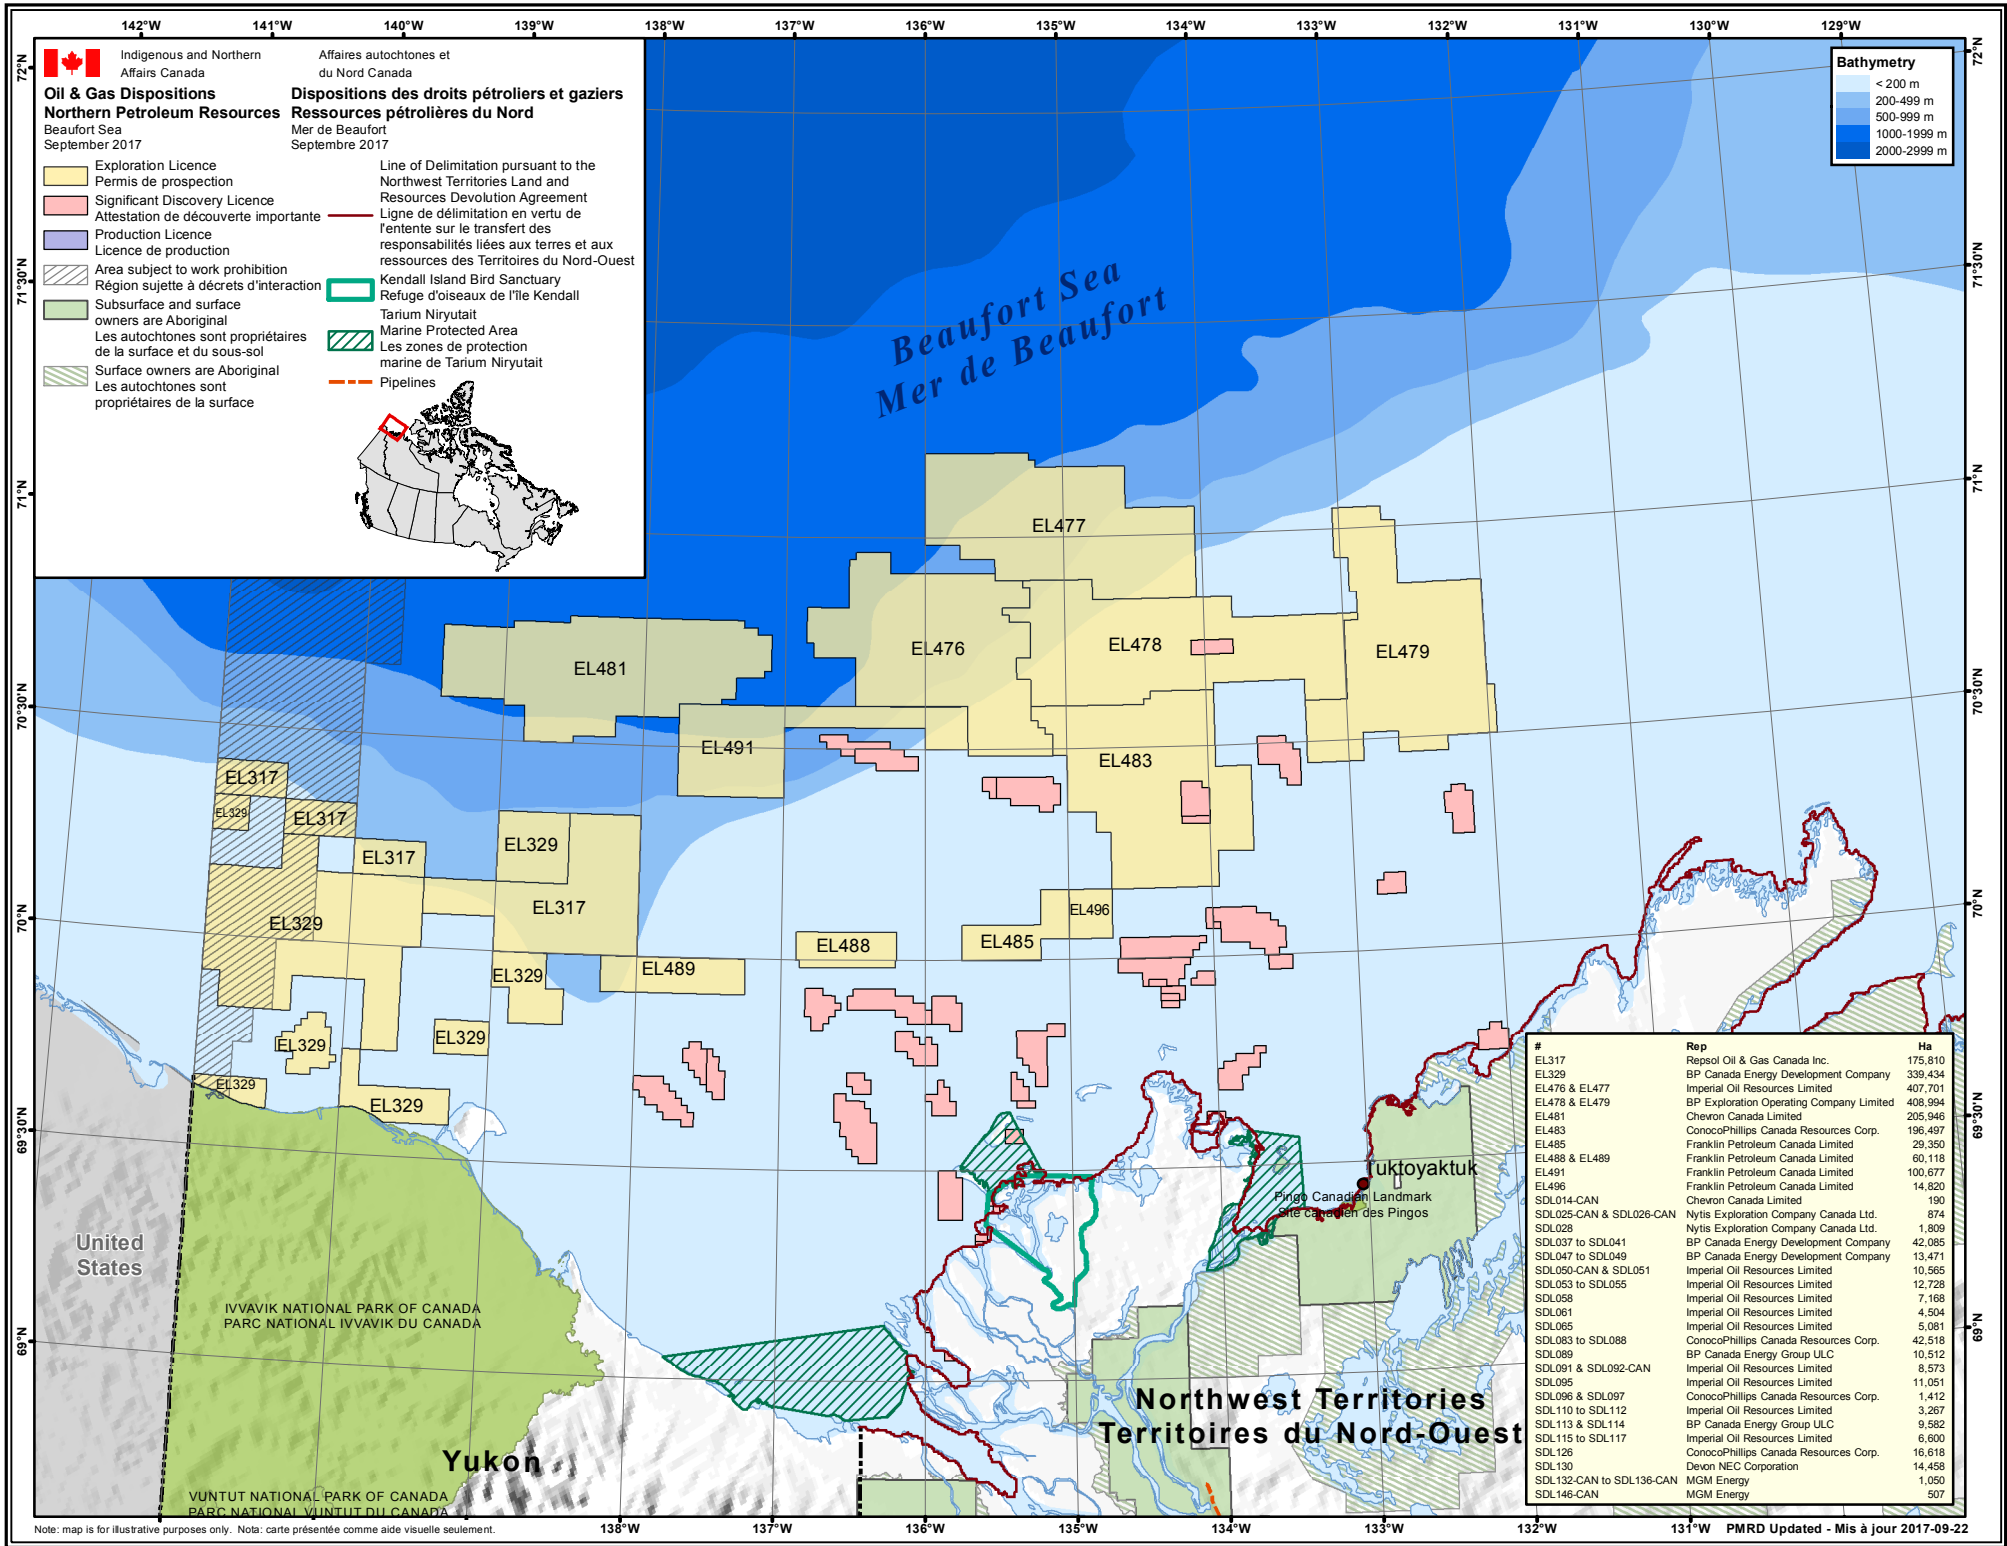 142°W 141°W 140°W 139°W 138°W 137°W 136°W 135°W 134°W 133°W 132°W 131°W 130°W 129°W
Indigenous and Northern
Affairs Canada
Affaires autochtones et
du Nord Canada
Oil & Gas Dispositions
Northern Petroleum Resources
Beaufort Sea
September 2017
Dispositions des droits pétroliers et gaziers
Ressources pétrolières du Nord
Mer de Beaufort
Septembre 2017
Exploration Licence
Permis de prospection
Significant Discovery Licence
Attestation de découverte importante
Production Licence
Licence de production
Area subject to work prohibition
Région sujette à décrets d'interaction
Subsurface and surface
owners are Aboriginal
Les autochtones sont propriétaires
de la surface et du sous-sol
Surface owners are Aboriginal
Les autochtones sont
propriétaires de la surface
Line of Delimitation pursuant to the
Northwest Territories Land and
Resources Devolution Agreement
Ligne de délimitation en vertu de
l'entente sur le transfert des
responsabilités liées aux terres et aux
ressources des Territoires du Nord-Ouest
Kendall Island Bird Sanctuary
Refuge d'oiseaux de l'île Kendall
Tarium Niryutait
Marine Protected Area
Les zones de protection
marine de Tarium Niryutait
Pipelines
Bathymetry
< 200 m
200-499 m
500-999 m
1000-1999 m
2000-2999 m
72°N
71°30'N
71°N
70°30'N
70°N
69°30'N
69°N
72°N
71°30'N
71°N
70°30'N
70°N
69°30'N
69°N
Beaufort Sea
Mer de Beaufort
EL477
EL476
EL478
EL479
EL481
EL491
EL483
EL317
EL329
EL317
EL317
EL329
EL317
EL329
EL496
EL488
EL485
EL489
EL329
EL329
EL329
EL329
EL329
United
States
IVVAVIK NATIONAL PARK OF CANADA
PARC NATIONAL IVVAVIK DU CANADA
VUNTUT NATIONAL PARK OF CANADA
PARC NATIONAL VUNTUT DU CANADA
Yukon
Tuktoyaktuk
Pingo Canadian Landmark
Site canadien des Pingos
Northwest Territories
Territoires du Nord-Ouest
# Rep Ha
EL317 Repsol Oil & Gas Canada Inc. 175,810
EL329 BP Canada Energy Development Company 339,434
EL476 & EL477 Imperial Oil Resources Limited 407,701
EL478 & EL479 BP Exploration Operating Company Limited 408,994
EL481 Chevron Canada Limited 205,946
EL483 ConocoPhillips Canada Resources Corp. 196,497
EL485 Franklin Petroleum Canada Limited 29,350
EL488 & EL489 Franklin Petroleum Canada Limited 60,118
EL491 Franklin Petroleum Canada Limited 100,677
EL496 Franklin Petroleum Canada Limited 14,820
SDL014-CAN Chevron Canada Limited 190
SDL025-CAN & SDL026-CAN Nytis Exploration Company Canada Ltd. 874
SDL028 Nytis Exploration Company Canada Ltd. 1,809
SDL037 to SDL041 BP Canada Energy Development Company 42,085
SDL047 to SDL049 BP Canada Energy Development Company 13,471
SDL050-CAN & SDL051 Imperial Oil Resources Limited 10,565
SDL053 to SDL055 Imperial Oil Resources Limited 12,728
SDL058 Imperial Oil Resources Limited 7,168
SDL061 Imperial Oil Resources Limited 4,504
SDL065 Imperial Oil Resources Limited 5,081
SDL083 to SDL088 ConocoPhillips Canada Resources Corp. 42,518
SDL089 BP Canada Energy Group ULC 10,512
SDL091 & SDL092-CAN Imperial Oil Resources Limited 8,573
SDL095 Imperial Oil Resources Limited 11,051
SDL096 & SDL097 ConocoPhillips Canada Resources Corp. 1,412
SDL110 to SDL112 Imperial Oil Resources Limited 3,267
SDL113 & SDL114 BP Canada Energy Group ULC 9,582
SDL115 to SDL117 Imperial Oil Resources Limited 6,600
SDL126 ConocoPhillips Canada Resources Corp. 16,618
SDL130 Devon NEC Corporation 14,458
SDL132-CAN to SDL136-CAN MGM Energy 1,050
SDL146-CAN MGM Energy 507
Note: map is for illustrative purposes only. Nota: carte présentée comme aide visuelle seulement.
138°W 137°W 136°W 135°W 134°W 133°W 132°W 131°W
PMRD Updated - Mis à jour 2017-09-22